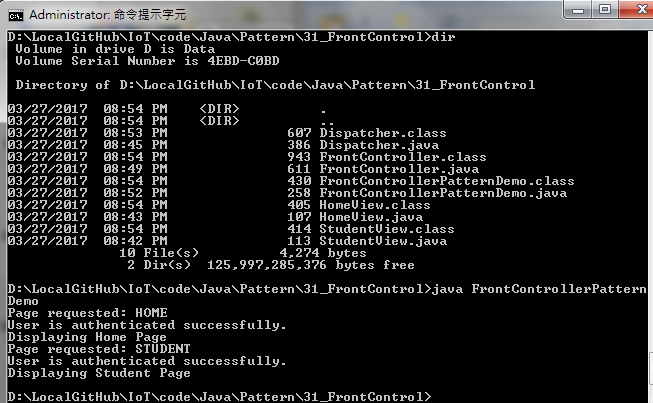 Administrator: 命令提示字元
D:\LocalGitHub\IoT\code\Java\Pattern\31_FrontControl>dir
Volume in drive D is Data
Volume Serial Number is 4EBD-C0BD
Directory of D:\LocalGitHub\IoT\code\Java\Pattern\31_FrontControl
03/27/2017  08:54 PM    <DIR>          .
03/27/2017  08:54 PM    <DIR>          ..
03/27/2017  08:53 PM               607 Dispatcher.class
03/27/2017  08:45 PM               386 Dispatcher.java
03/27/2017  08:54 PM               943 FrontController.class
03/27/2017  08:49 PM               611 FrontController.java
03/27/2017  08:54 PM               430 FrontControllerPatternDemo.class
03/27/2017  08:52 PM               258 FrontControllerPatternDemo.java
03/27/2017  08:54 PM               405 HomeView.class
03/27/2017  08:43 PM               107 HomeView.java
03/27/2017  08:54 PM               414 StudentView.class
03/27/2017  08:42 PM               113 StudentView.java
10 File(s)          4,274 bytes
2 Dir(s)  125,997,285,376 bytes free
D:\LocalGitHub\IoT\code\Java\Pattern\31_FrontControl>java FrontControllerPattern
Demo
Page requested: HOME
User is authenticated successfully.
Displaying Home Page
Page requested: STUDENT
User is authenticated successfully.
Displaying Student Page
D:\LocalGitHub\IoT\code\Java\Pattern\31_FrontControl>